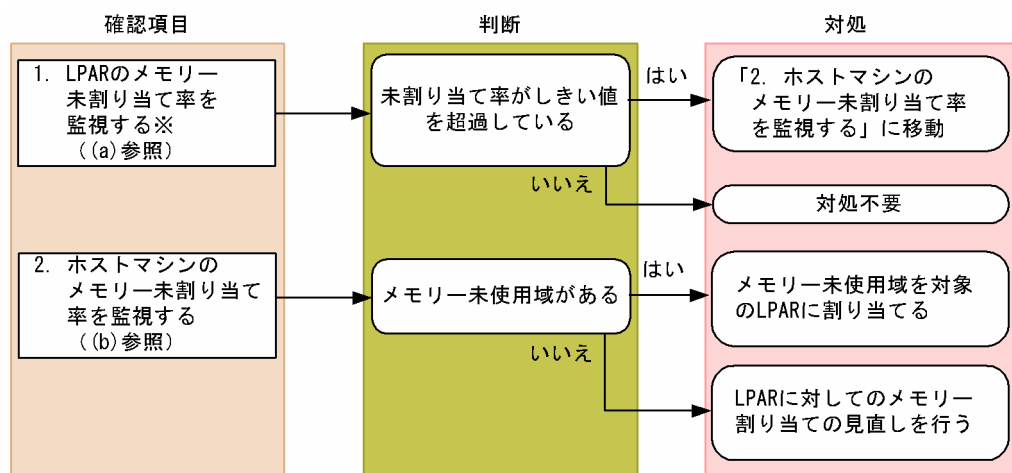 確認項目
判断
対処
1. LPARのメモリー
未割り当て率を
監視する※
((a)参照)
未割り当て率がしきい値
を超過している
はい
「2. ホストマシンの
メモリー未割り当て率
を監視する」に移動
いいえ
対処不要
2. ホストマシンの
メモリー未割り当て
率を監視する
((b)参照)
メモリー未使用域がある
はい
メモリー未使用域を対象
のLPARに割り当てる
いいえ
LPARに対してのメモリー
割り当ての見直しを行う